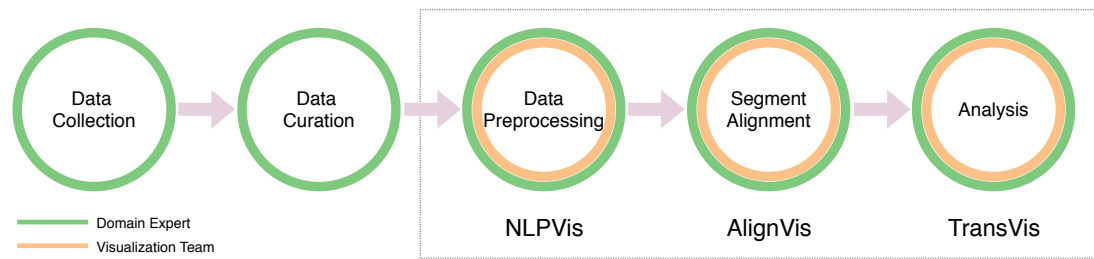 Data
Collection
Data
Curation
Data
Preprocessing
Segment
Alignment
Analysis
Domain Expert
Visualization Team
NLPVis
AlignVis
TransVis